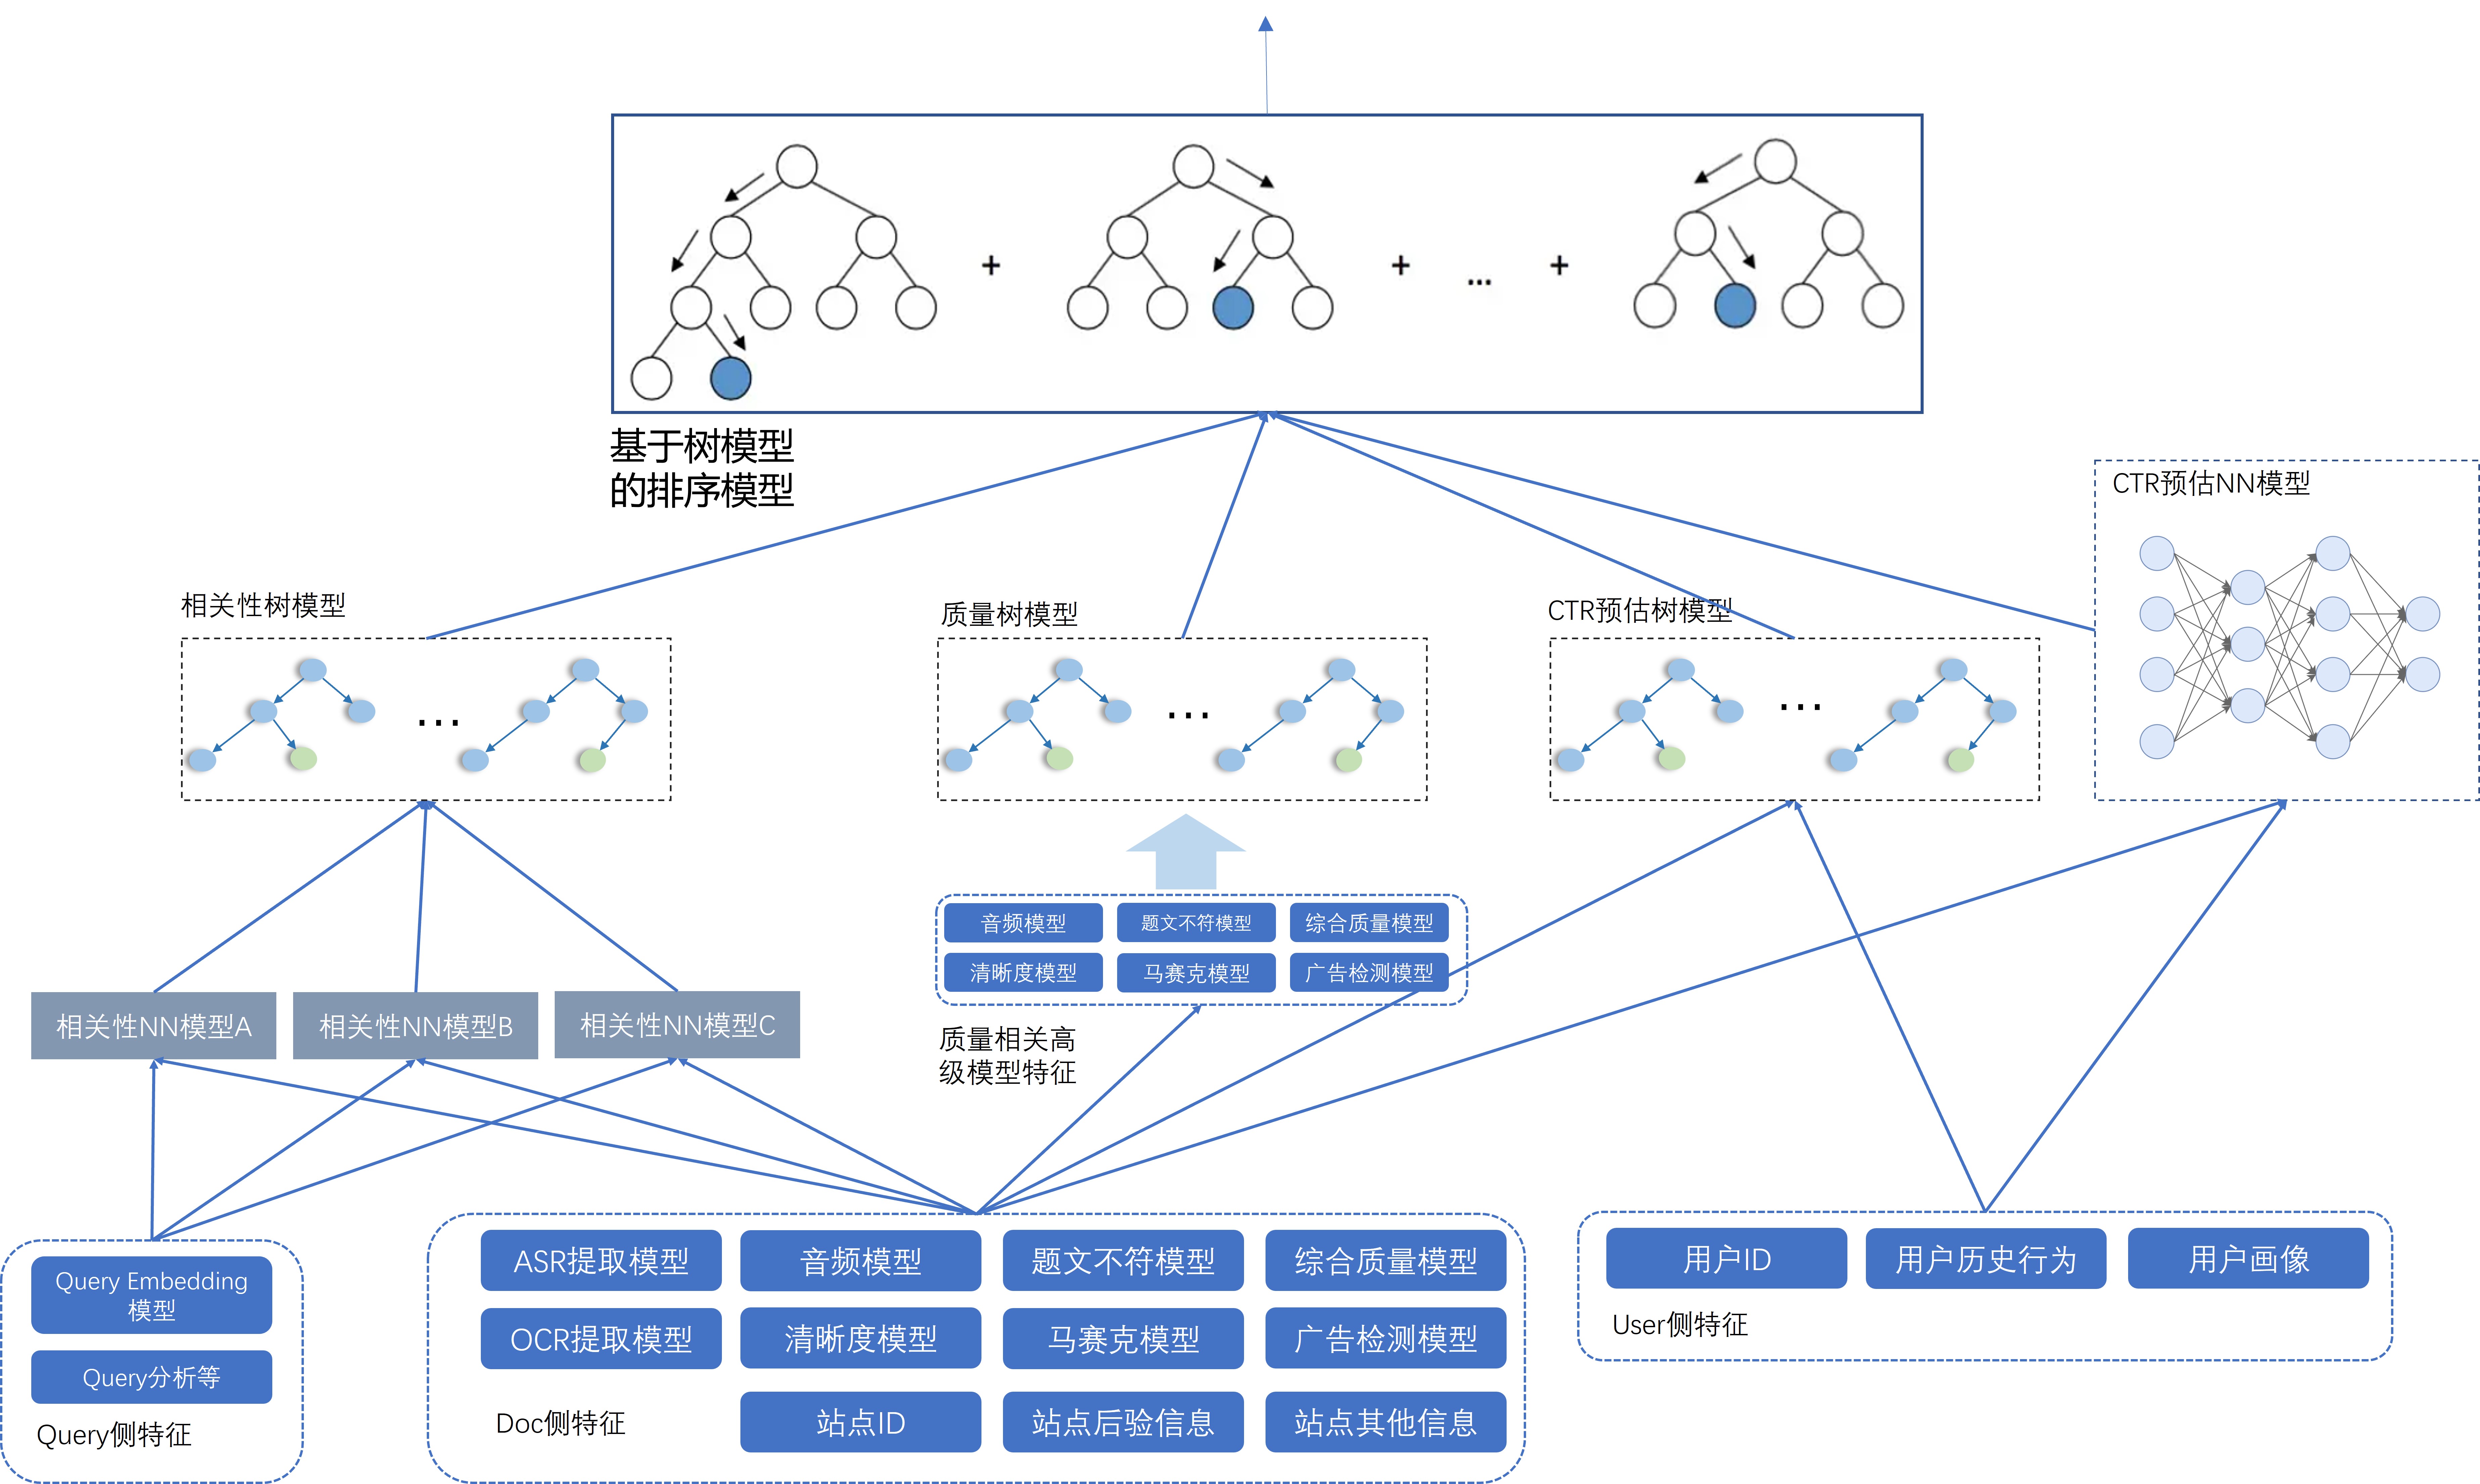 基于树模型
的排序模型
CTR预估NN模型
相关性树模型
...
质量树模型
...
CTR预估树模型
...
+
+
...
+
音频模型
题文不符模型
综合质量模型
清晰度模型
马赛克模型
广告检测模型
质量相关高
级模型特征
相关性NN模型A
相关性NN模型B
相关性NN模型C
Query Embedding
模型
Query分析等
Query侧特征
ASR提取模型
音频模型
题文不符模型
综合质量模型
OCR提取模型
清晰度模型
马赛克模型
广告检测模型
Doc侧特征
站点ID
站点后验信息
站点其他信息
用户ID
用户历史行为
用户画像
User侧特征